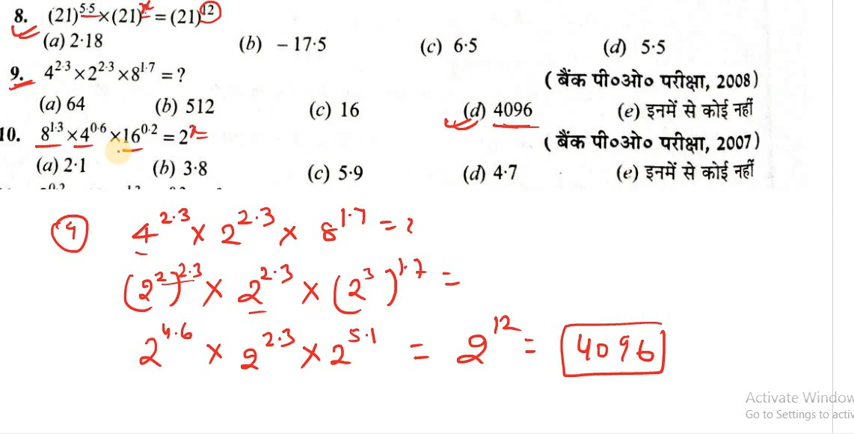 8. (21)^5·5 × (21)^x = (21)^12
(a) 2·18 (b) – 17·5 (c) 6·5 (d) 5·5
9. 4^2·3 × 2^2·3 × 8^1·7 = ? ( बैंक पी०ओ० परीक्षा, 2008)
(a) 64 (b) 512 (c) 16 (d) 4096 (e) इनमें से कोई नहीं
10. 8^1·3 × 4^0·6 × 16^0·2 = 2^x ( बैंक पी०ओ० परीक्षा, 2007)
(a) 2·1 (b) 3·8 (c) 5·9 (d) 4·7 (e) इनमें से कोई नहीं
9 4^2·3 × 2^2·3 × 8^1·7 = ?
(2^2)^2·3 × 2^2·3 × (2^3)^1·7 =
2^4·6 × 2^2·3 × 2^5·1 = 2^12 = 4096
Activate Window
Go to Settings to activ